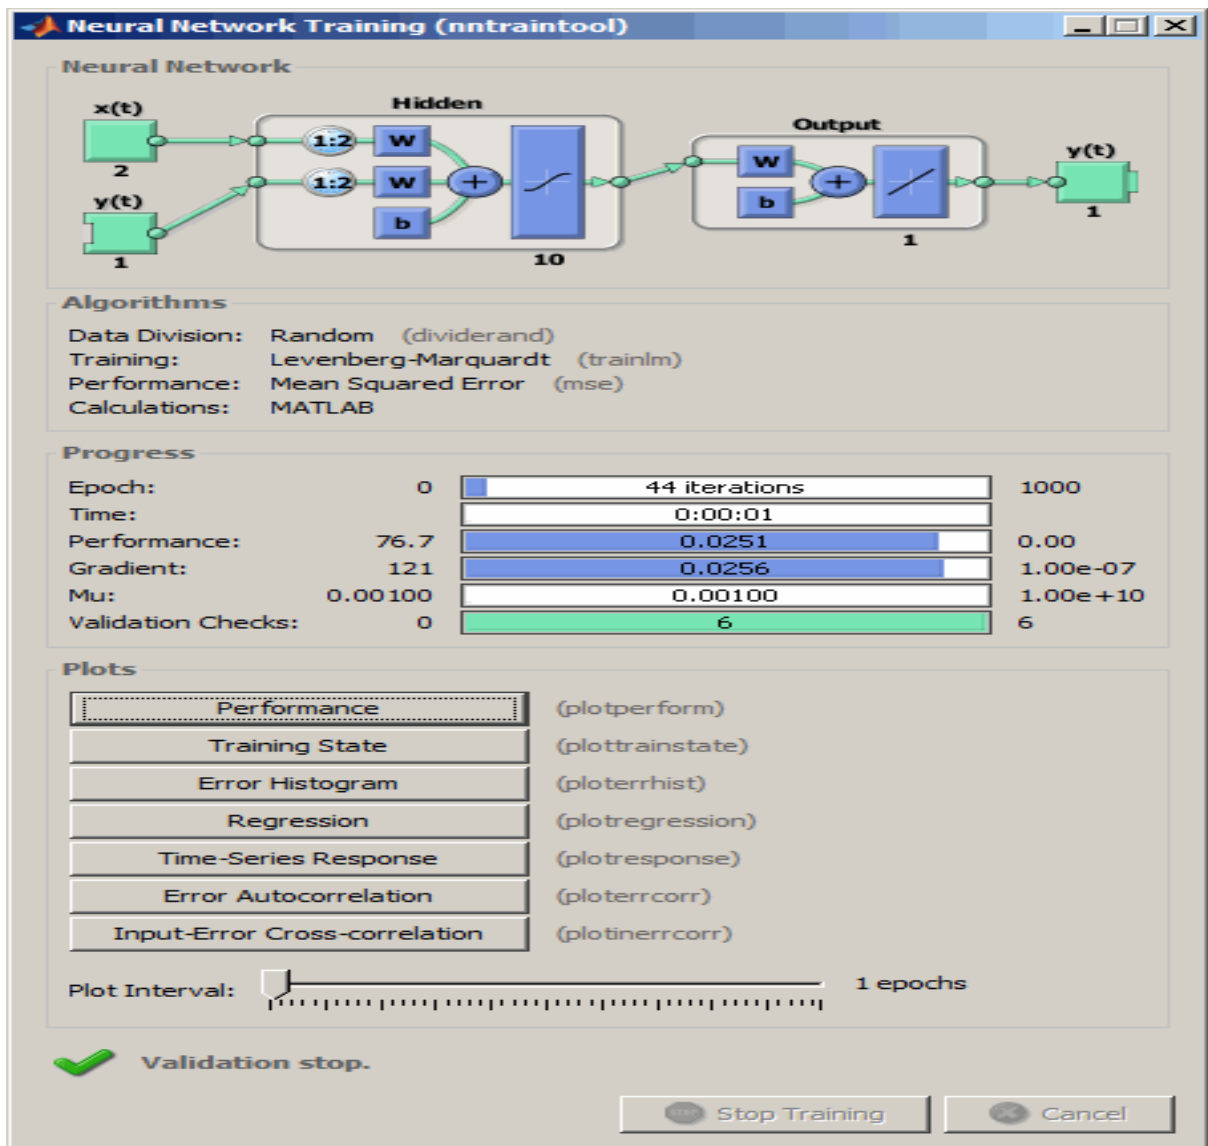 Neural Network Training (nntraintool)
Neural Network
x(t)
2
y(t)
1
Hidden
1:2 W
1:2 W
b
+
10
Output
W
b
+
1
y(t)
1
Algorithms
Data Division: Random (dividerand)
Training: Levenberg-Marquardt (trainlm)
Performance: Mean Squared Error (mse)
Calculations: MATLAB
Progress
Epoch: 0 44 iterations 1000
Time: 0:00:01
Performance: 76.7 0.0251 0.00
Gradient: 121 0.0256 1.00e-07
Mu: 0.00100 0.00100 1.00e+10
Validation Checks: 0 6 6
Plots
Performance (plotperform)
Training State (plottrainstate)
Error Histogram (ploterrhist)
Regression (plotregression)
Time-Series Response (plotresponse)
Error Autocorrelation (ploterrcorr)
Input-Error Cross-correlation (plotinerrcorr)
Plot Interval: 1 epochs
Validation stop.
STOP Stop Training Cancel